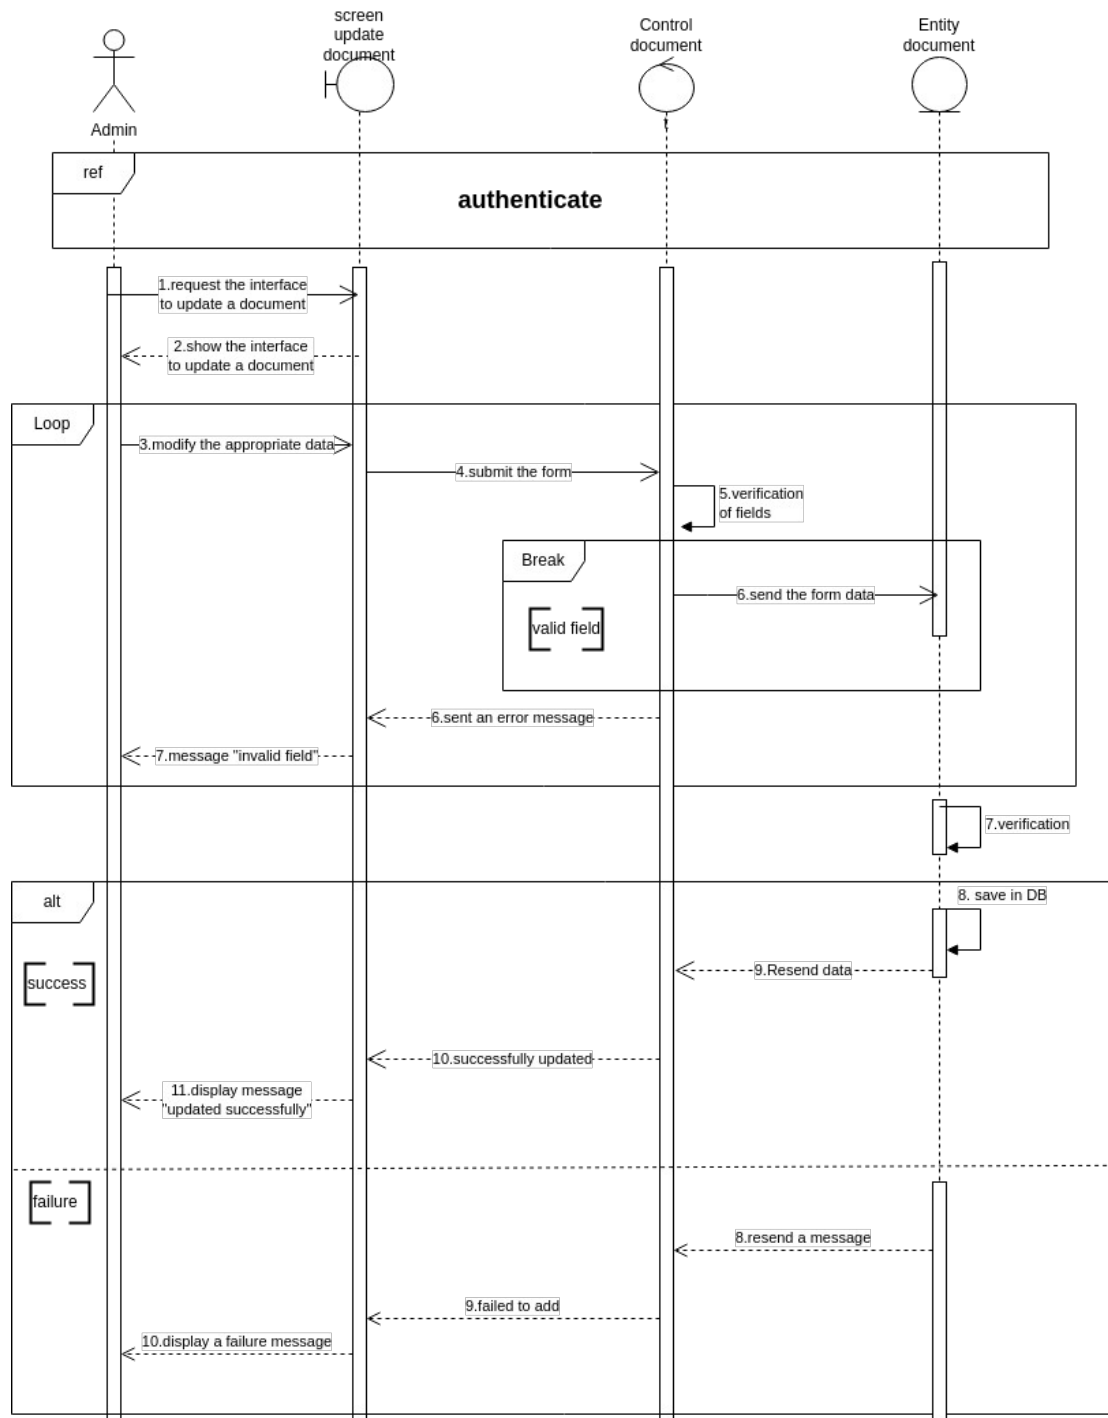 screen
update
document
Control
document
Entity
document
Admin
ref
authenticate
1.request the interface
to update a document
2.show the interface
to update a document
Loop
3.modify the appropriate data
4.submit the form
5.verification
of fields
Break
6.send the form data
valid field
6.sent an error message
7.message "invalid field"
7.verification
alt
8. save in DB
success
9.Resend data
10.successfully updated
11.display message
"updated successfully"
failure
8.resend a message
9.failed to add
10.display a failure message